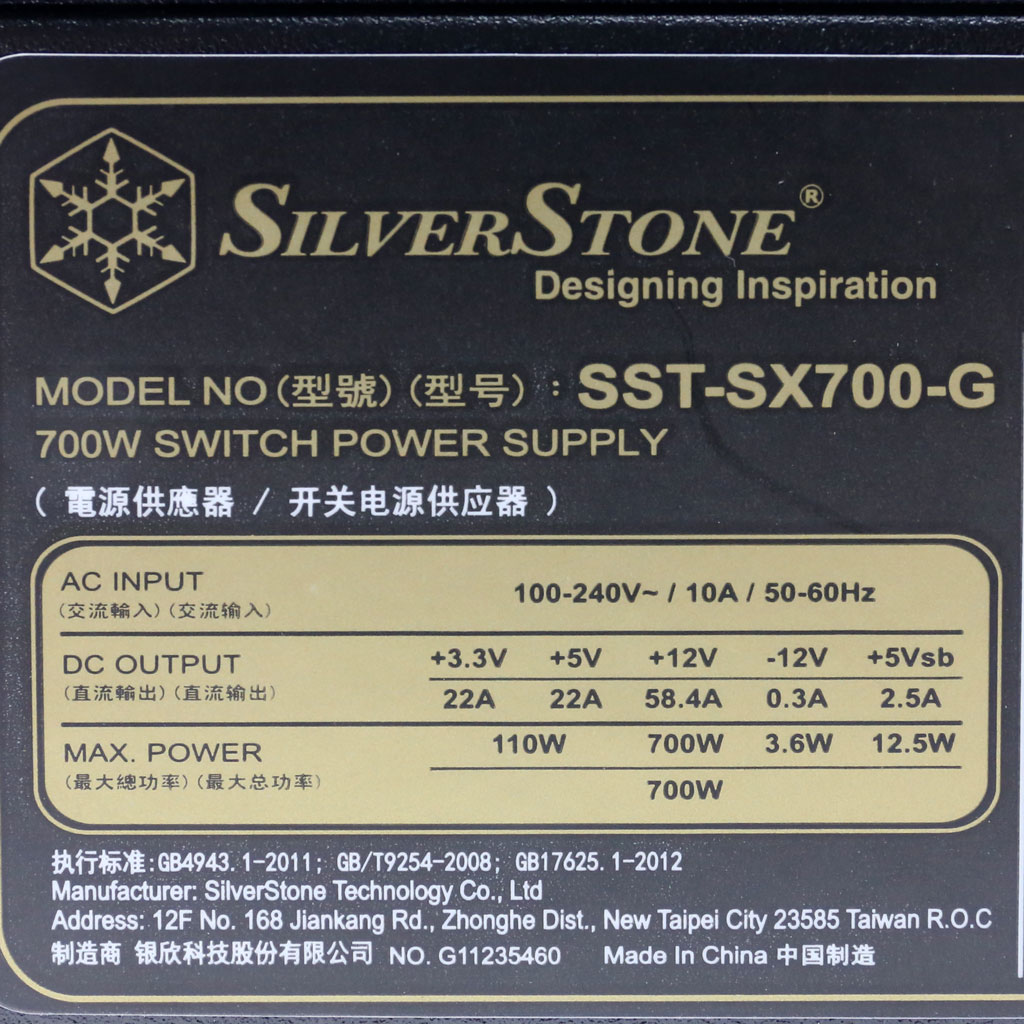 SILVERSTONE®
Designing Inspiration
MODEL NO (型號) (型号) : SST-SX700-G
700W SWITCH POWER SUPPLY
( 電源供應器 / 开关电源供应器 )
AC INPUT 100-240V~ / 10A / 50-60Hz
(交流輸入) (交流输入)
DC OUTPUT +3.3V +5V +12V -12V +5Vsb
(直流輸出) (直流输出) 22A 22A 58.4A 0.3A 2.5A
MAX. POWER 110W 700W 3.6W 12.5W
(最大總功率) (最大总功率) 700W
执行标准:GB4943.1-2011; GB/T9254-2008; GB17625.1-2012
Manufacturer: SilverStone Technology Co., Ltd
Address: 12F No. 168 Jiankang Rd., Zhonghe Dist., New Taipei City 23585 Taiwan R.O.C
制造商 银欣科技股份有限公司 NO. G11235460 Made In China 中国制造